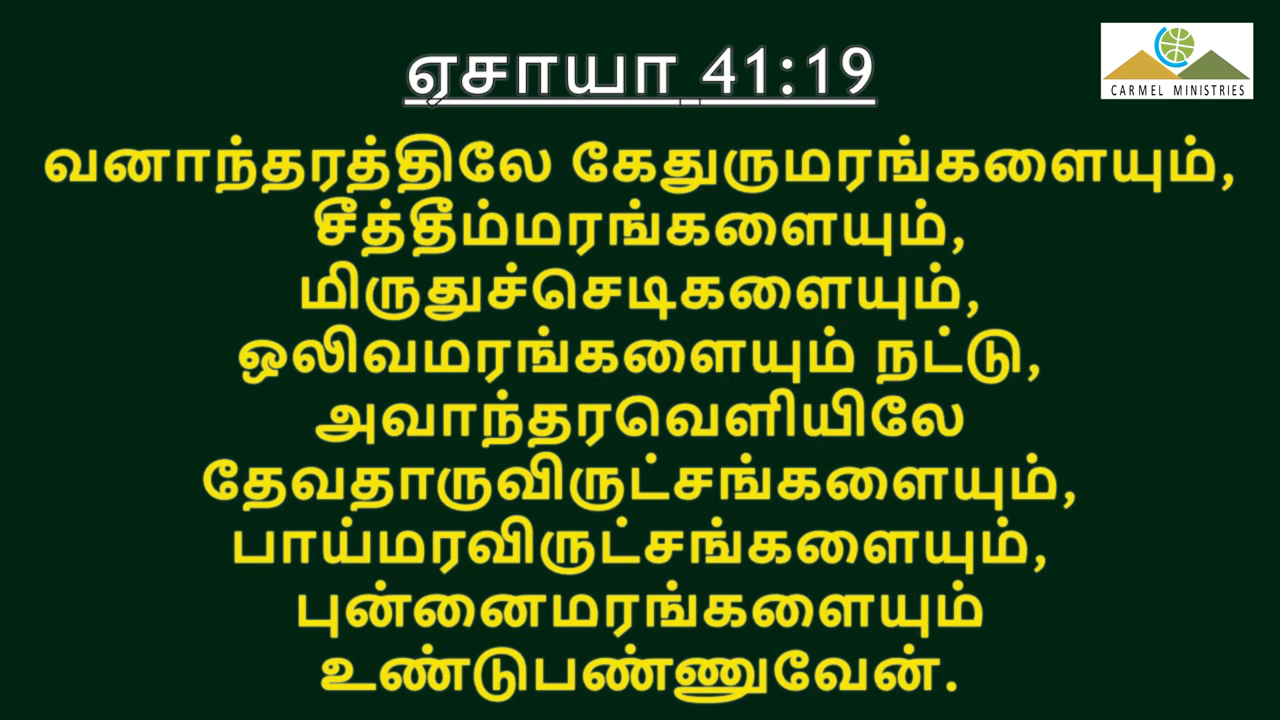 ஏசாயா 41:19
CARMEL MINISTRIES
வனாந்தரத்திலே கேதுருமரங்களையும்,
சீத்தீம்மரங்களையும்,
மிருதுச்செடிகளையும்,
ஒலிவமரங்களையும் நட்டு,
அவாந்தரவெளியிலே
தேவதாருவிருட்சங்களையும்,
பாய்மரவிருட்சங்களையும்,
புன்னைமரங்களையும்
உண்டுபண்ணுவேன்.